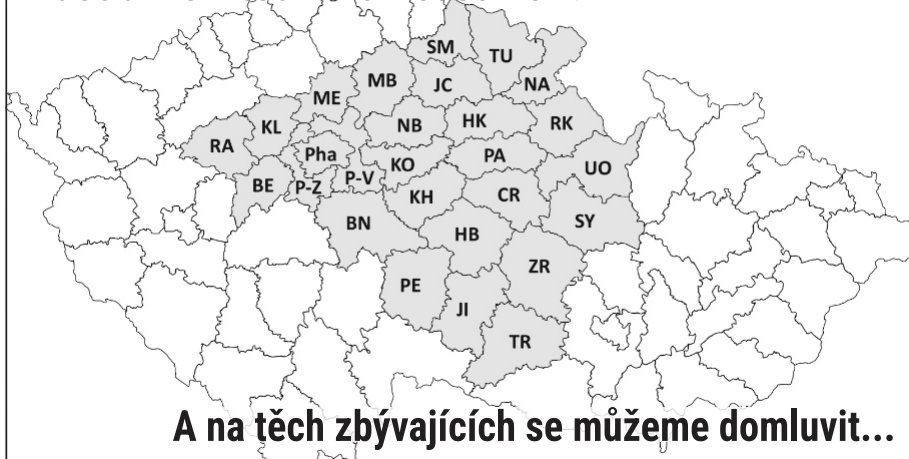 SM TU
MB JC NA
ME
KL NB HK RK
RA Pha KO PA UO
BE P-Z P-V KH CR
BN HB SY
PE ZR
JI
TR
A na těch zbývajících se můžeme domluvit...